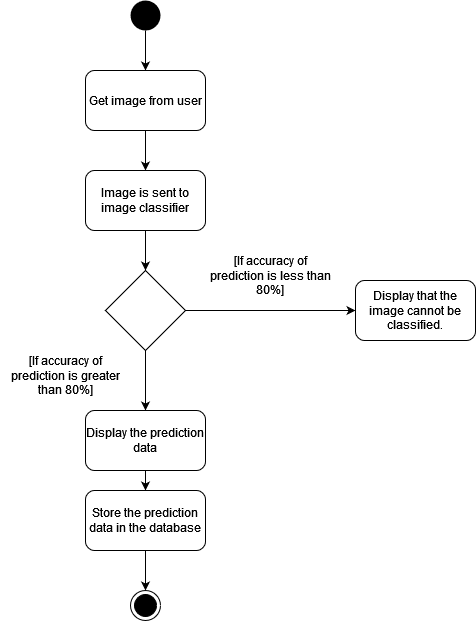 Get image from user
Image is sent to
image classifier
[If accuracy of
prediction is less than
80%]
Display that the
image cannot be
classified.
[If accuracy of
prediction is greater
than 80%]
Display the prediction
data
Store the prediction
data in the database